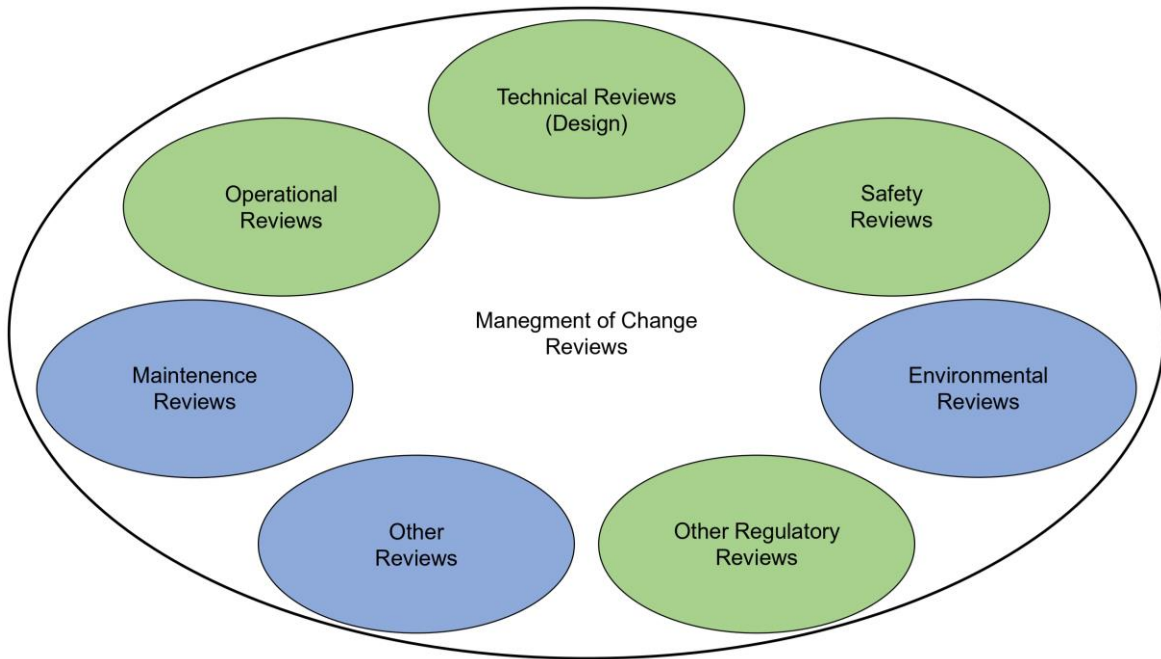 Technical Reviews
(Design)
Operational
Reviews
Safety
Reviews
Manegment of Change
Reviews
Maintenence
Reviews
Environmental
Reviews
Other
Reviews
Other Regulatory
Reviews